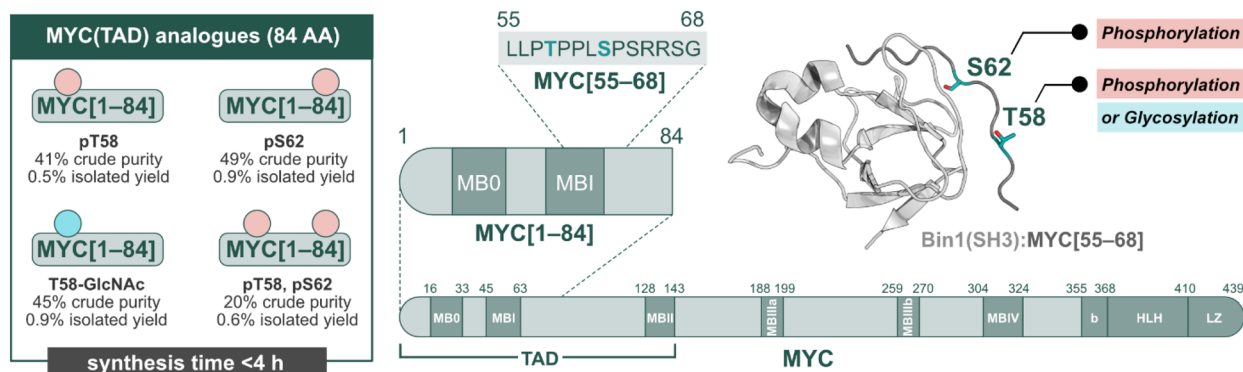 MYC(TAD) analogues (84 AA)
MYC[1–84]
pT58
41% crude purity
0.5% isolated yield
MYC[1–84]
pS62
49% crude purity
0.9% isolated yield
MYC[1–84]
T58-GlcNAc
45% crude purity
0.9% isolated yield
MYC[1–84]
pT58, pS62
20% crude purity
0.6% isolated yield
synthesis time <4 h
55 68
LLPTPPLSPSRRSG
MYC[55–68]
1 84
MB0 MBI
MYC[1–84]
S62
Phosphorylation
T58
Phosphorylation
or Glycosylation
Bin1(SH3):MYC[55–68]
16 33 45 63 128 143 188 199 259 270 304 324 355 368 410 439
MB0 MBI MBII MBIIIa MBIIIb MBIV b HLH LZ
TAD
MYC